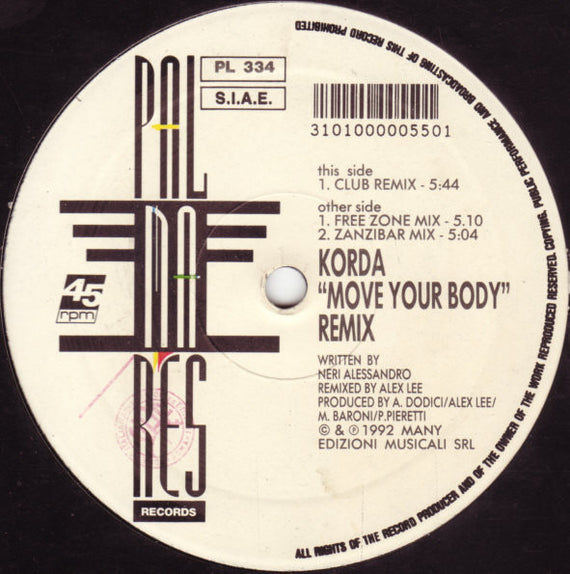 PAL
MA
RES
RECORDS
PL 334
S.I.A.E.
45
rpm
3101000005501
this side
1. CLUB REMIX - 5:44
other side
1. FREE ZONE MIX - 5.10
2. ZANZIBAR MIX - 5:04
KORDA
“MOVE YOUR BODY”
REMIX
WRITTEN BY
NERI ALESSANDRO
REMIXED BY ALEX LEE
PRODUCED BY A. DODICI/ALEX LEE/
M. BARONI/P.PIERETTI
© & ℗ 1992 MANY
EDIZIONI MUSICALI SRL
ALL RIGHTS OF THE RECORD PRODUCER AND OF THE OWNER OF THE WORK REPRODUCED RESERVED. COPYING, PUBLIC PERFORMANCE AND BROADCASTING OF THIS RECORD PROHIBITED